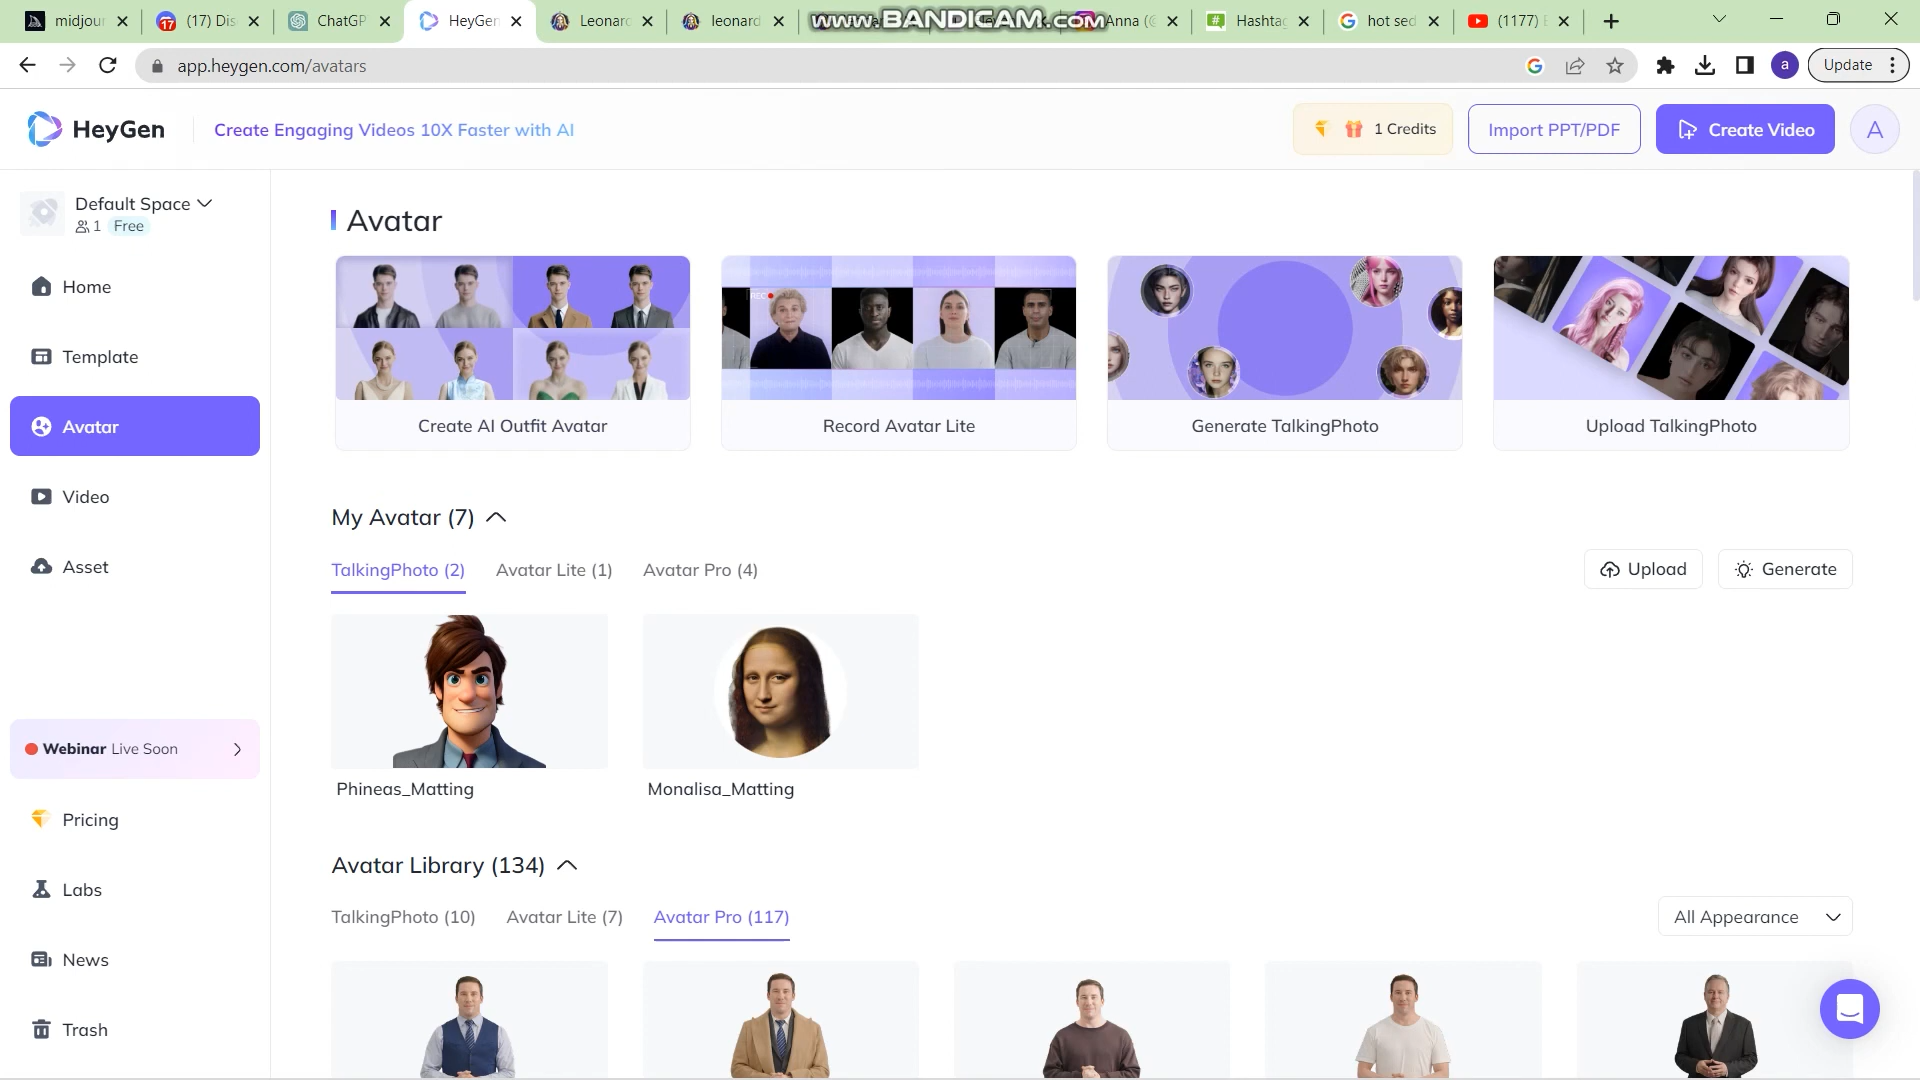 midjour
(17) Dis
ChatGP
HeyGen
Leonard
leonard
www.BANDICAM.com
Anna (@
Hashtag
hot sed
(1177)
app.heygen.com/avatars
a
Update
HeyGen
Create Engaging Videos 10X Faster with AI
1 Credits
Import PPT/PDF
Create Video
A
Default Space
1 Free
Home
Template
Avatar
Video
Asset
Webinar Live Soon
Pricing
Labs
News
Trash
Avatar
REC
Create AI Outfit Avatar
Record Avatar Lite
Generate TalkingPhoto
Upload TalkingPhoto
My Avatar (7)
TalkingPhoto (2)
Avatar Lite (1)
Avatar Pro (4)
Upload
Generate
Phineas_Matting
Monalisa_Matting
Avatar Library (134)
TalkingPhoto (10)
Avatar Lite (7)
Avatar Pro (117)
All Appearance